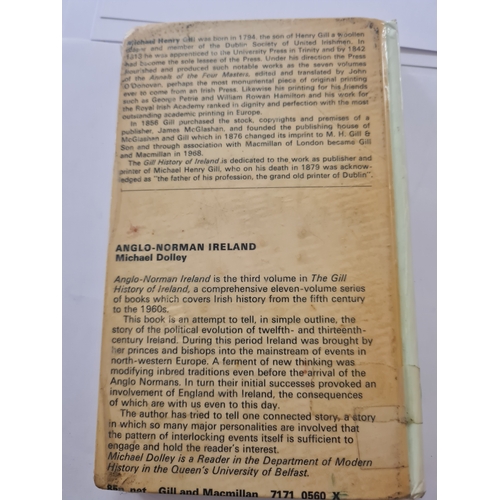 Michael Henry Gill was born in 1794, the son of Henry Gill a woollen
draper and member of the Dublin Society of United Irishmen. In
1813 he was apprenticed to the University Press in Trinity and by 1842
had become the sole lessee of the Press. Under his direction the Press
flourished and produced such notable works as the seven volumes
of the Annals of the Four Masters, edited and translated by John
O'Donovan, perhaps the most monumental piece of original printing
ever to come from an Irish Press. Likewise his printing for his friends
such as George Petrie and William Rowan Hamilton and his work for
the Royal Irish Academy ranked in dignity and perfection with the most
outstanding academic printing in Europe.
In 1856 Gill purchased the stock, copyrights and premises of a
publisher, James McGlashan, and founded the publishing house of
McGlashan and Gill which in 1876 changed its imprint to M. H. Gill &
Son and through association with Macmillan of London became Gill
and Macmillan in 1968.
The Gill History of Ireland is dedicated to the work as publisher and
printer of Michael Henry Gill, who on his death in 1879 was acknow-
ledged as "the father of his profession, the grand old printer of Dublin".
ANGLO-NORMAN IRELAND
Michael Dolley
Anglo-Norman Ireland is the third volume in The Gill
History of Ireland, a comprehensive eleven-volume series
of books which covers Irish history from the fifth century
to the 1960s.
This book is an attempt to tell, in simple outline, the
story of the political evolution of twelfth- and thirteenth-
century Ireland. During this period Ireland was brought by
her princes and bishops into the mainstream of events in
north-western Europe. A ferment of new thinking was
modifying inbred traditions even before the arrival of the
Anglo Normans. In turn their initial successes provoked an
involvement of England with Ireland, the consequences
of which are with us even to this day.
The author has tried to tell one connected story, a story
in which so many major personalities are involved that
the pattern of interlocking events itself is sufficient to
engage and hold the reader's interest.
Michael Dolley is a Reader in the Department of Modern
History in the Queen's University of Belfast.
85p net Gill and Macmillan 7171 0560 X